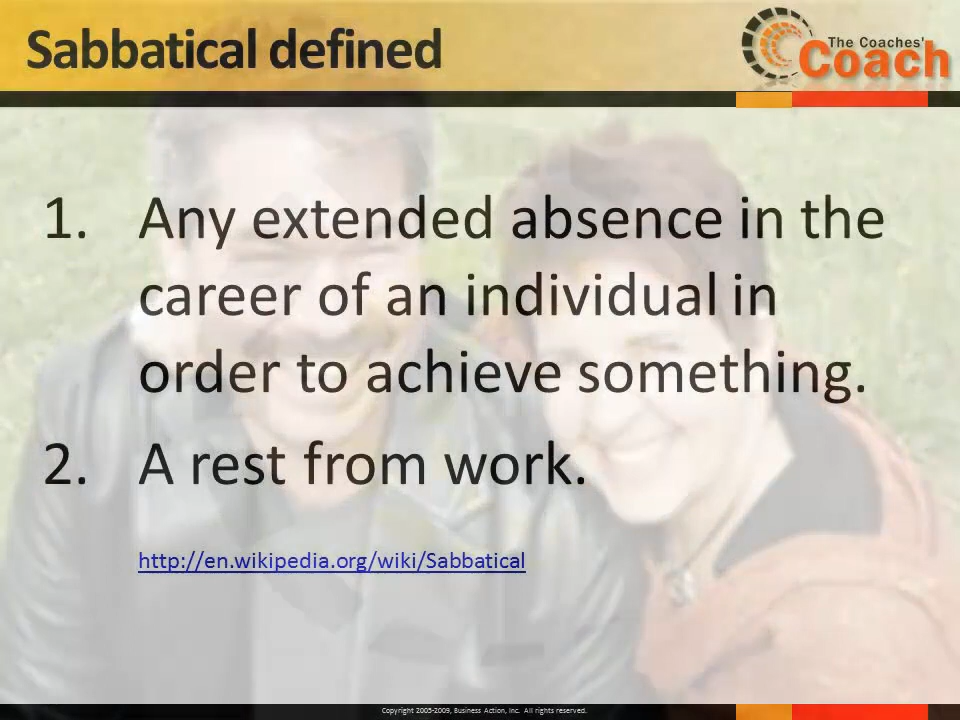 Sabbatical defined
The Coaches'
Coach
1. Any extended absence in the
career of an individual in
order to achieve something.
2. A rest from work.
http://en.wikipedia.org/wiki/Sabbatical
Copyright 2005-2009, Business Action, Inc. All rights reserved.